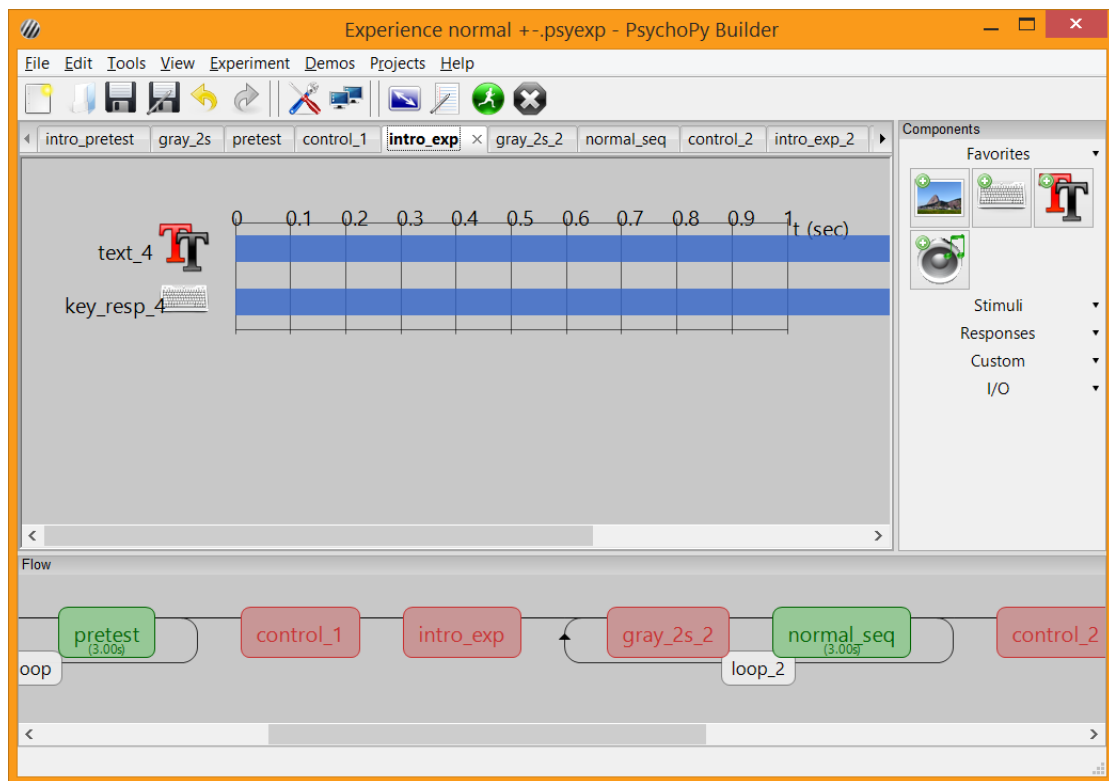 Experience normal +-.psyexp - PsychoPy Builder
File Edit Tools View Experiment Demos Projects Help
intro_pretest gray_2s pretest control_1 intro_exp × gray_2s_2 normal_seq control_2 intro_exp_2
Components
Favorites
0 0.1 0.2 0.3 0.4 0.5 0.6 0.7 0.8 0.9 1 t (sec)
text_4
key_resp_4
Stimuli
Responses
Custom
I/O
Flow
pretest
(3.00s)
control_1
intro_exp
gray_2s_2
normal_seq
(3.00s)
control_2
oop
loop_2